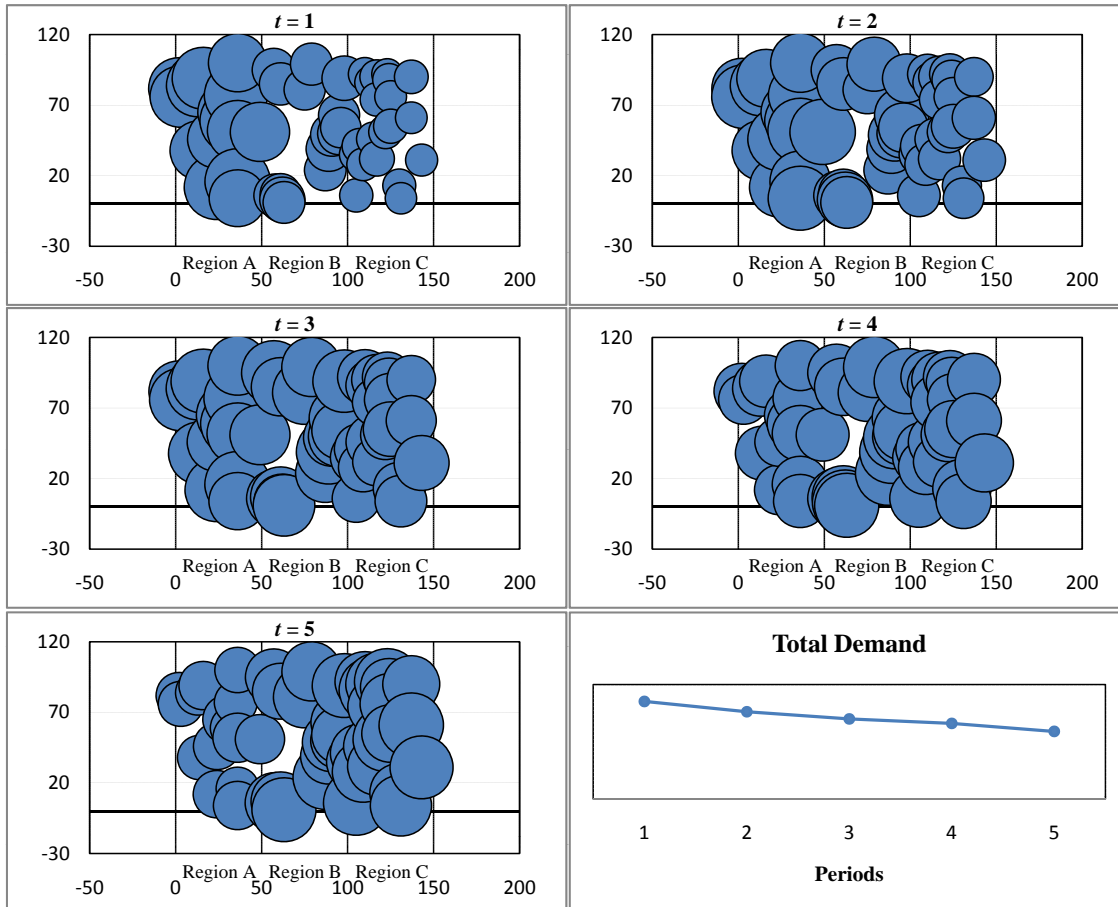 t = 1
120
70
20
-30
Region A Region B Region C
-50 0 50 100 150 200
t = 2
120
70
20
-30
Region A Region B Region C
-50 0 50 100 150 200
t = 3
120
70
20
-30
Region A Region B Region C
-50 0 50 100 150 200
t = 4
120
70
20
-30
Region A Region B Region C
-50 0 50 100 150 200
t = 5
120
70
20
-30
Region A Region B Region C
-50 0 50 100 150 200
Total Demand
1 2 3 4 5
Periods